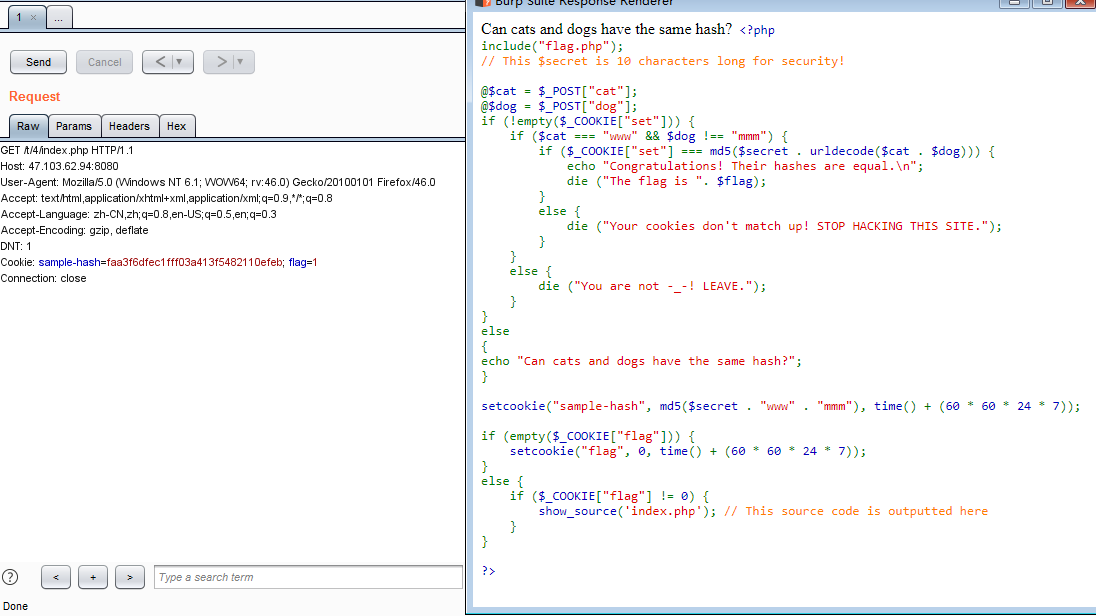 1 × ...
Send Cancel < ▼ > ▼
Request
Raw Params Headers Hex
GET /t/4/index.php HTTP/1.1
Host: 47.103.62.94:8080
User-Agent: Mozilla/5.0 (Windows NT 6.1; WOW64; rv:46.0) Gecko/20100101 Firefox/46.0
Accept: text/html,application/xhtml+xml,application/xml;q=0.9,*/*;q=0.8
Accept-Language: zh-CN,zh;q=0.8,en-US;q=0.5,en;q=0.3
Accept-Encoding: gzip, deflate
DNT: 1
Cookie: sample-hash=faa3f6dfec1fff03a413f5482110efeb; flag=1
Connection: close
? < + > Type a search term
Done
Burp Suite Response Renderer
Can cats and dogs have the same hash? <?php
include("flag.php");
// This $secret is 10 characters long for security!
@$cat = $_POST["cat"];
@$dog = $_POST["dog"];
if (!empty($_COOKIE["set"])) {
if ($cat === "www" && $dog !== "mmm") {
if ($_COOKIE["set"] === md5($secret . urldecode($cat . $dog))) {
echo "Congratulations! Their hashes are equal.\n";
die ("The flag is ". $flag);
}
else {
die ("Your cookies don't match up! STOP HACKING THIS SITE.");
}
}
else {
die ("You are not -_-! LEAVE.");
}
}
else
{
echo "Can cats and dogs have the same hash?";
}
setcookie("sample-hash", md5($secret . "www" . "mmm"), time() + (60 * 60 * 24 * 7));
if (empty($_COOKIE["flag"])) {
setcookie("flag", 0, time() + (60 * 60 * 24 * 7));
}
else {
if ($_COOKIE["flag"] != 0) {
show_source('index.php'); // This source code is outputted here
}
}
?>